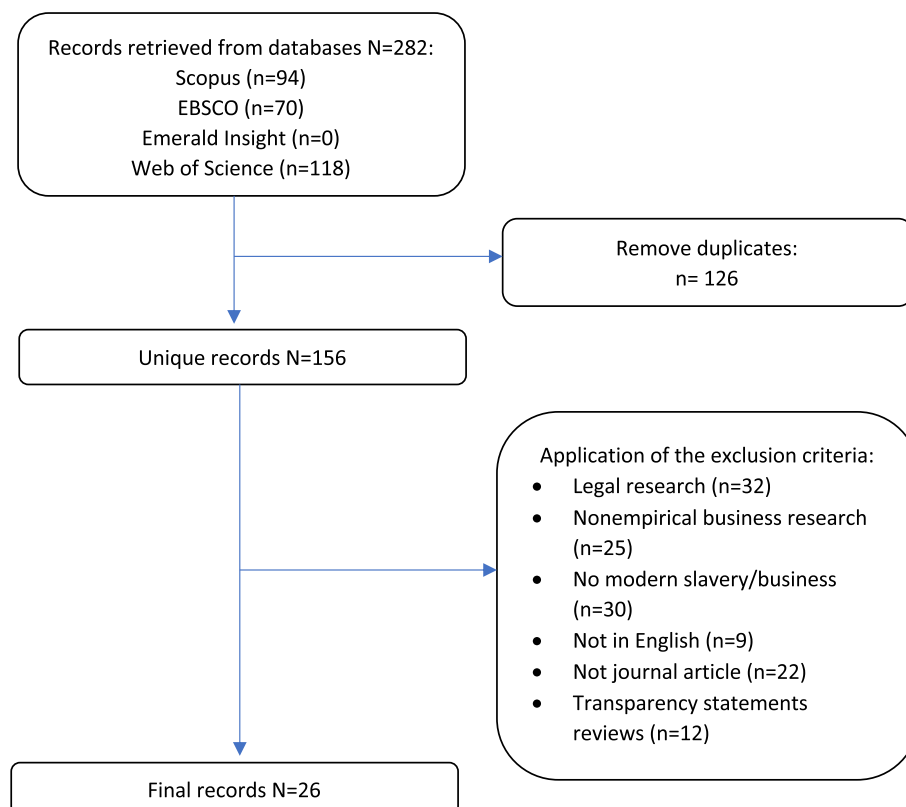 Records retrieved from databases N=282:
Scopus (n=94)
EBSCO (n=70)
Emerald Insight (n=0)
Web of Science (n=118)
Remove duplicates:
n= 126
Unique records N=156
Application of the exclusion criteria:
• Legal research (n=32)
• Nonempirical business research
(n=25)
• No modern slavery/business
(n=30)
• Not in English (n=9)
• Not journal article (n=22)
• Transparency statements
reviews (n=12)
Final records N=26